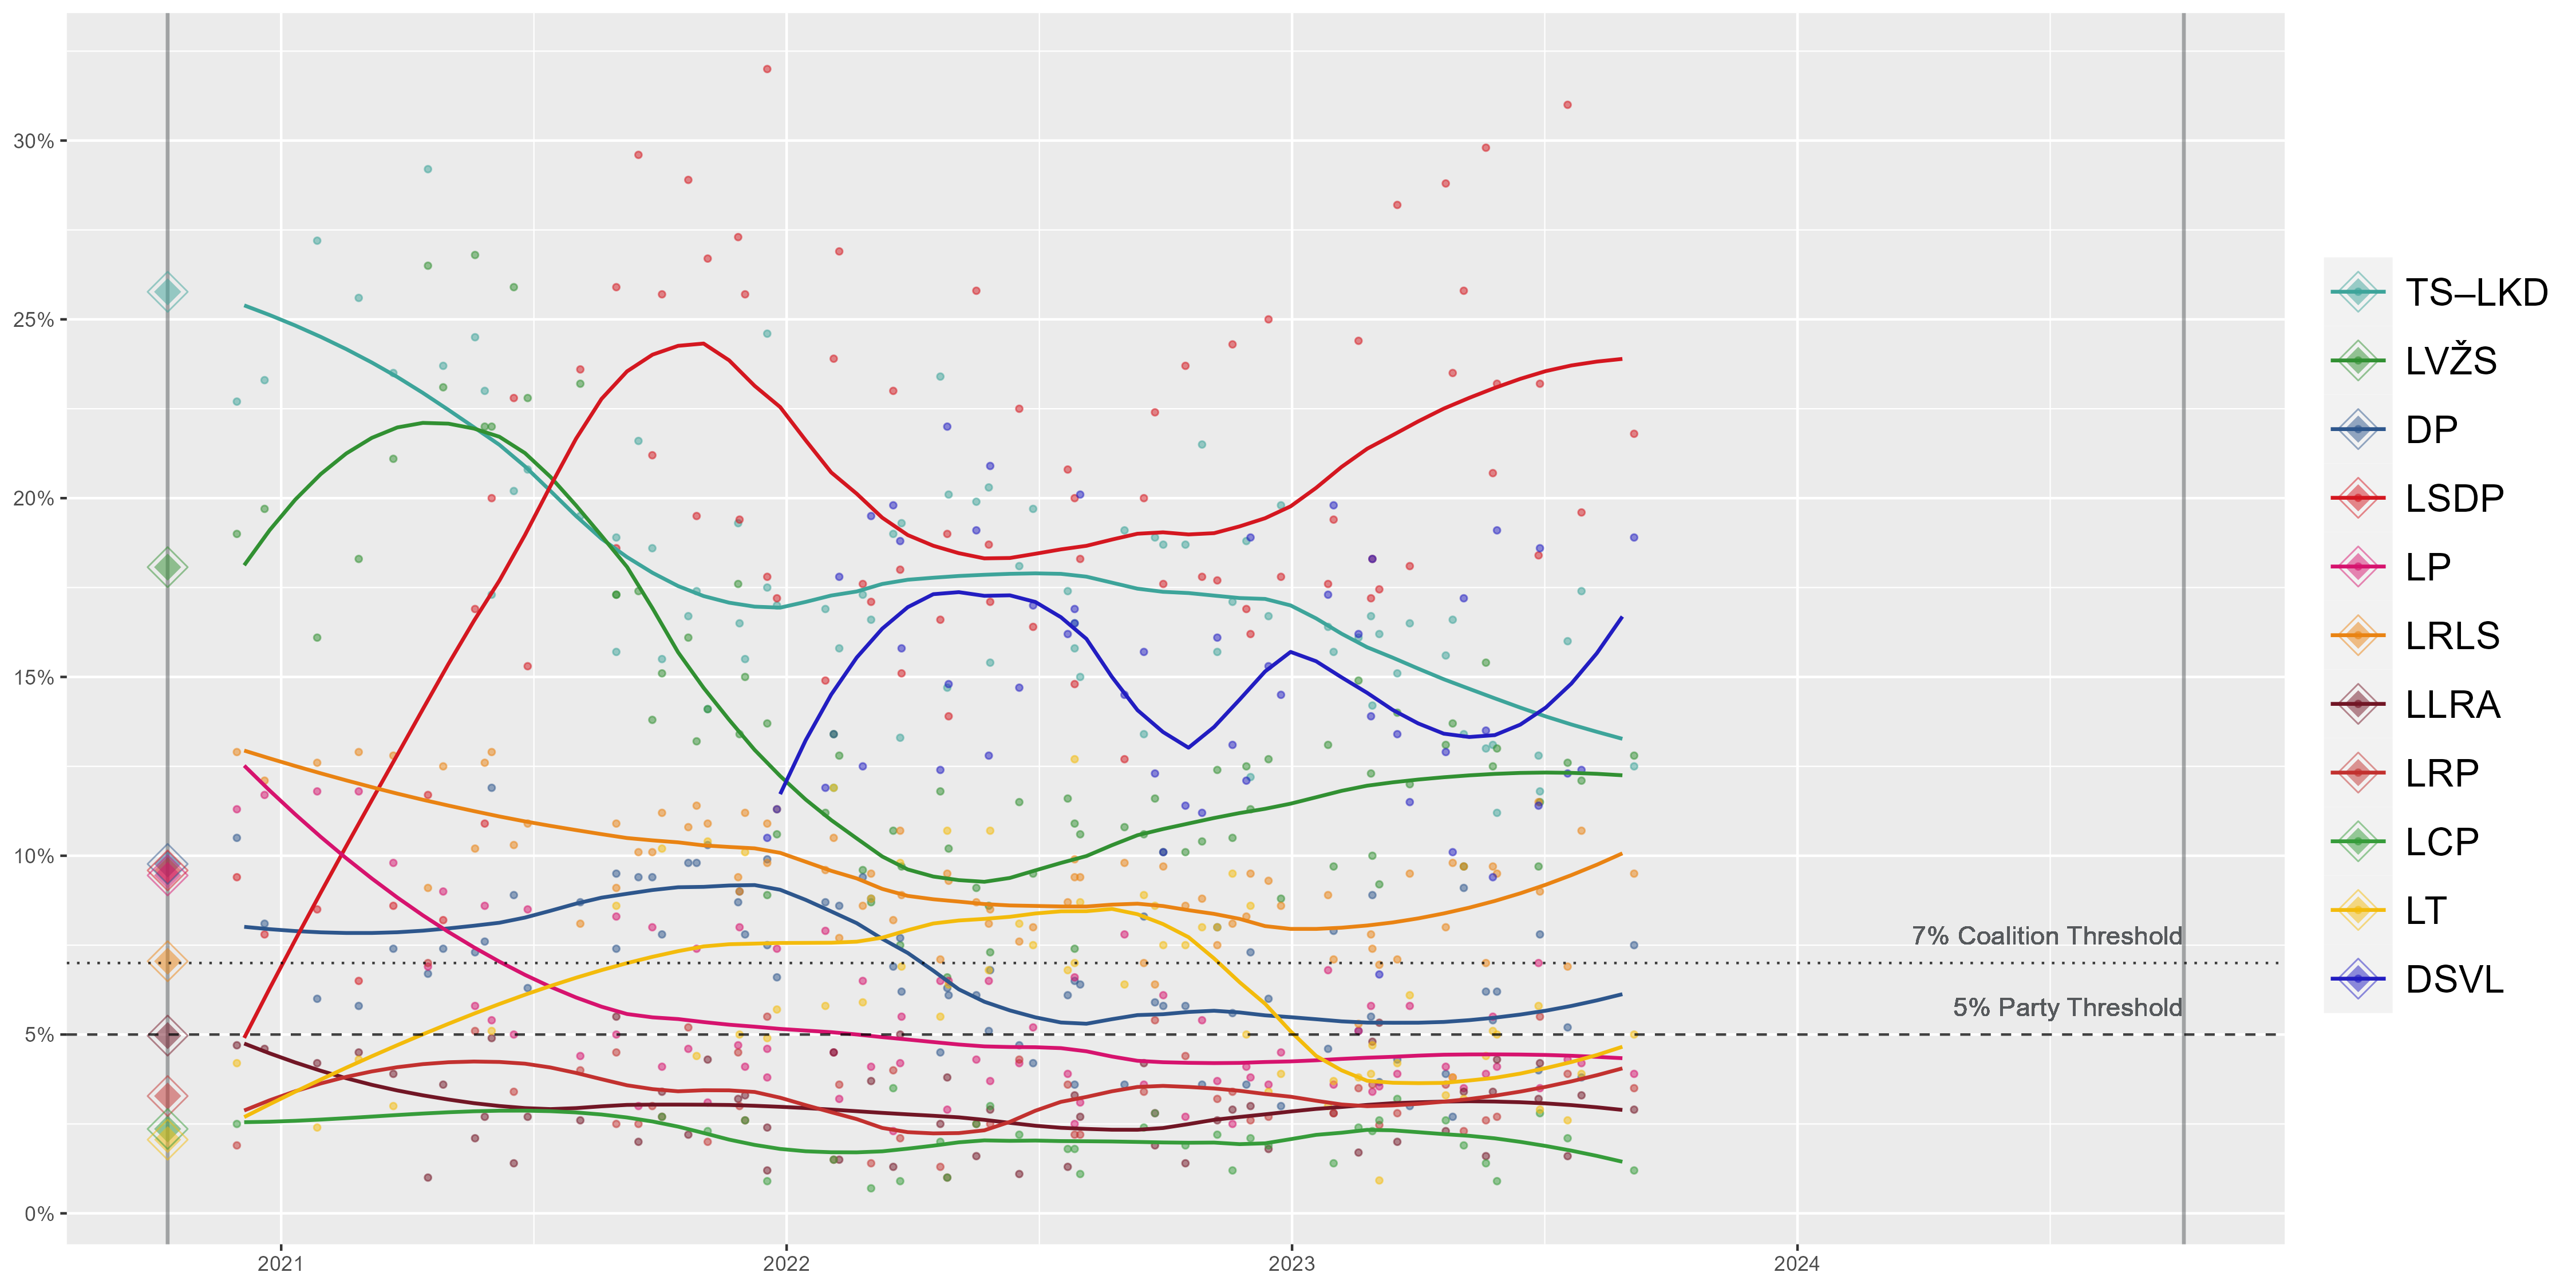 30%
25%
20%
15%
10%
5%
0%
7% Coalition Threshold
5% Party Threshold
2021
2022
2023
2024
TS–LKD
LVŽS
DP
LSDP
LP
LRLS
LLRA
LRP
LCP
LT
DSVL